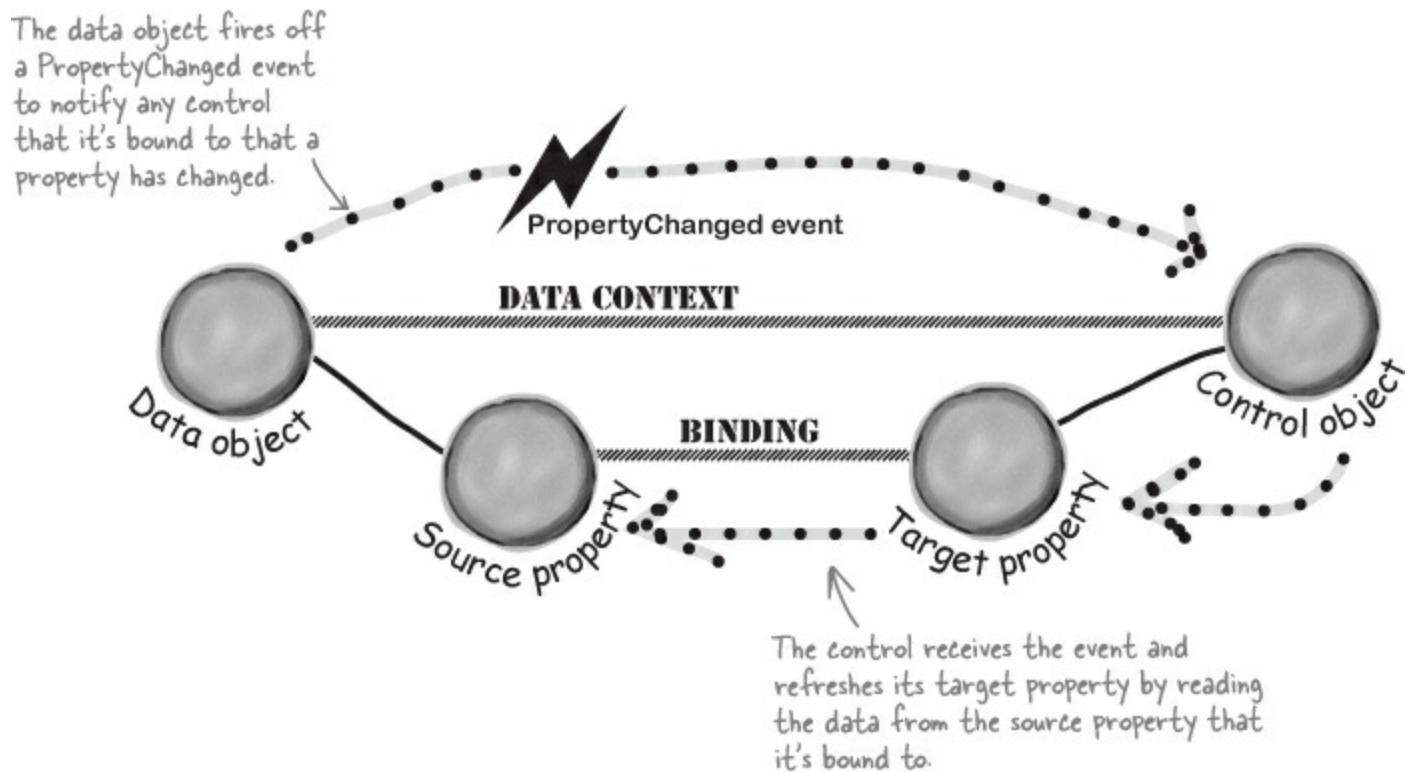 The data object fires off
a PropertyChanged event
to notify any control
that it's bound to that a
property has changed.
PropertyChanged event
DATA CONTEXT
Data object
Control object
BINDING
Source property
Target property
The control receives the event and
refreshes its target property by reading
the data from the source property that
it's bound to.